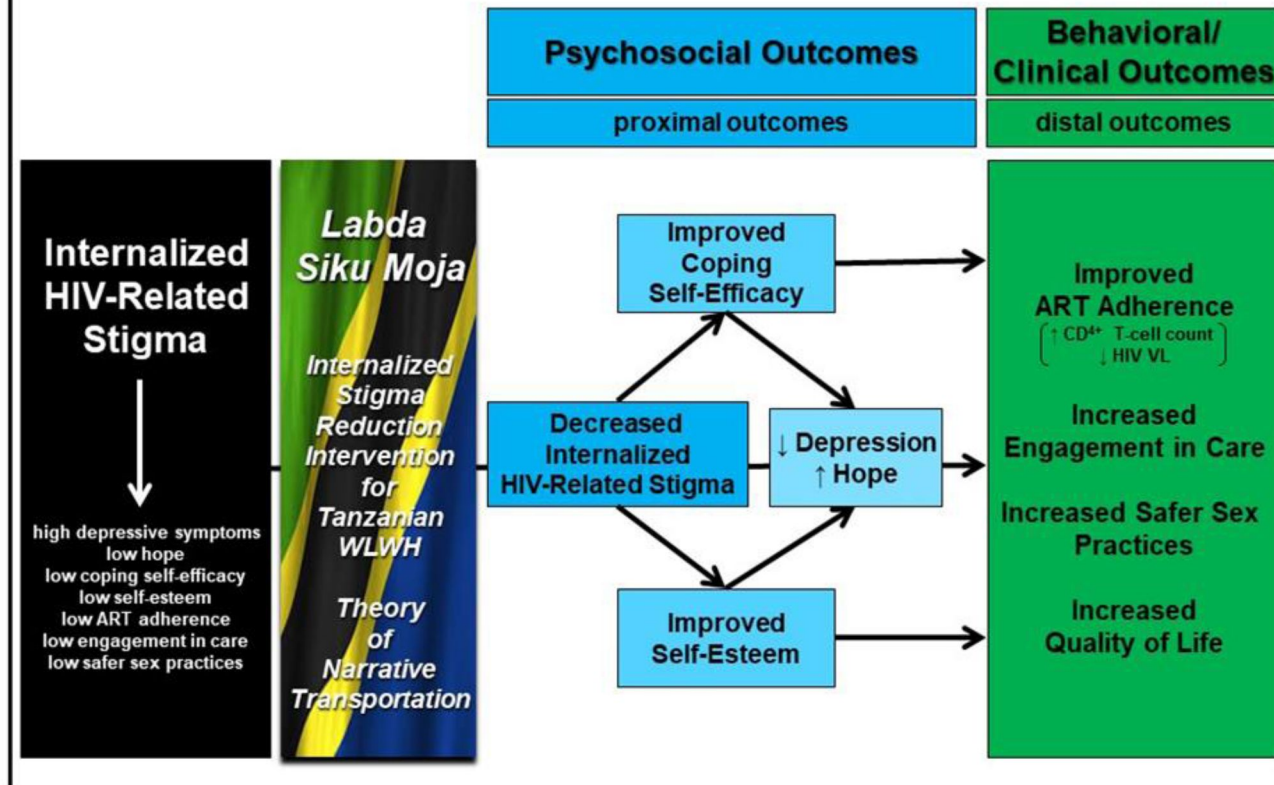 Psychosocial Outcomes
Behavioral/
Clinical Outcomes
proximal outcomes
distal outcomes
Internalized
HIV-Related
Stigma
high depressive symptoms
low hope
low coping self-efficacy
low self-esteem
low ART adherence
low engagement in care
low safer sex practices
Labda
Siku Moja
Internalized
Stigma
Reduction
Intervention
for
Tanzanian
WLWH
Theory
of
Narrative
Transportation
Improved
Coping
Self-Efficacy
Decreased
Internalized
HIV-Related Stigma
↓ Depression
↑ Hope
Improved
Self-Esteem
Improved
ART Adherence
(↑ CD⁴⁺ T-cell count
↓ HIV VL)
Increased
Engagement in Care
Increased Safer Sex
Practices
Increased
Quality of Life